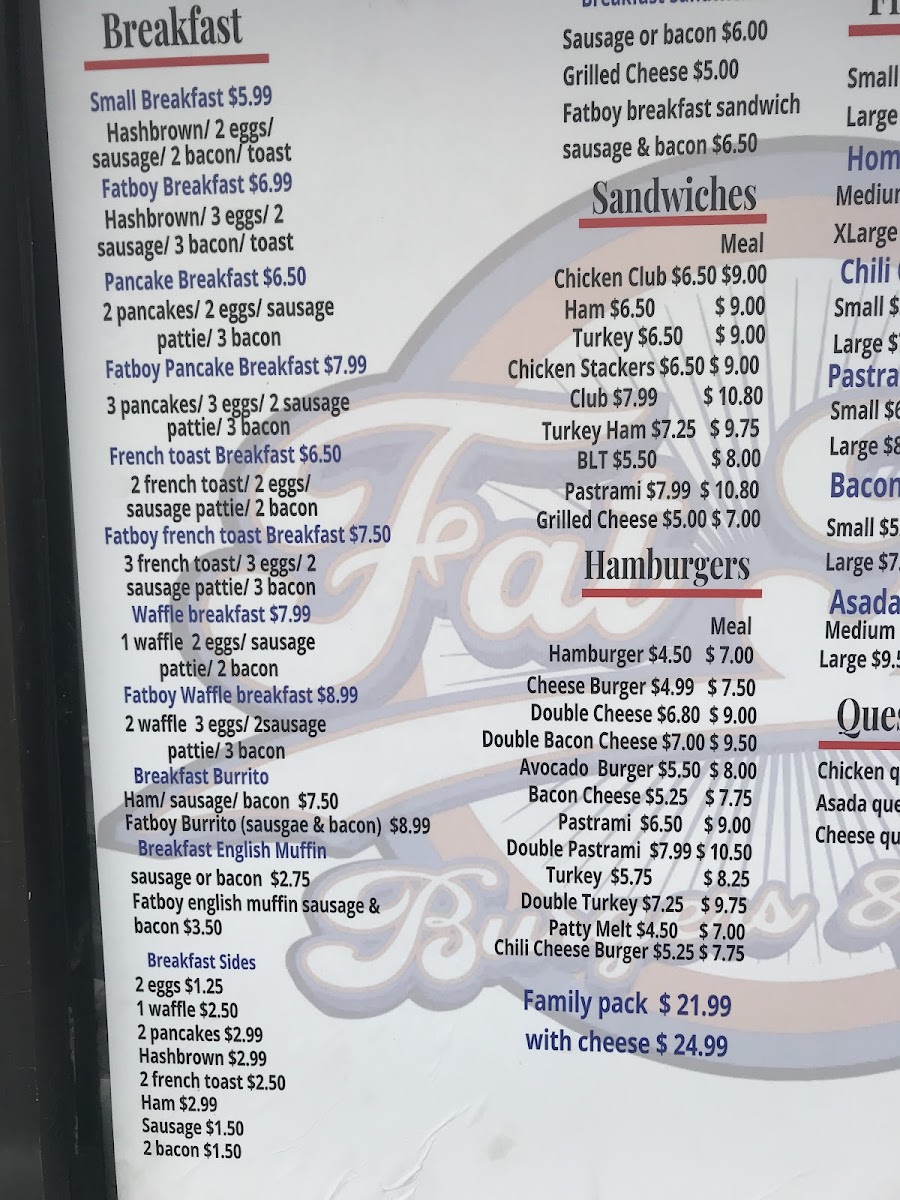 Breakfast
Small Breakfast $5.99
Hashbrown/ 2 eggs/
sausage/ 2 bacon/ toast
Fatboy Breakfast $6.99
Hashbrown/ 3 eggs/ 2
sausage/ 3 bacon/ toast
Pancake Breakfast $6.50
2 pancakes/ 2 eggs/ sausage
pattie/ 3 bacon
Fatboy Pancake Breakfast $7.99
3 pancakes/ 3 eggs/ 2 sausage
pattie/ 3 bacon
French toast Breakfast $6.50
2 french toast/ 2 eggs/
sausage pattie/ 2 bacon
Fatboy french toast Breakfast $7.50
3 french toast/ 3 eggs/ 2
sausage pattie/ 3 bacon
Waffle breakfast $7.99
1 waffle 2 eggs/ sausage
pattie/ 2 bacon
Fatboy Waffle breakfast $8.99
2 waffle 3 eggs/ 2sausage
pattie/ 3 bacon
Breakfast Burrito
Ham/ sausage/ bacon $7.50
Fatboy Burrito (sausgae & bacon) $8.99
Breakfast English Muffin
sausage or bacon $2.75
Fatboy english muffin sausage &
bacon $3.50
Breakfast Sides
2 eggs $1.25
1 waffle $2.50
2 pancakes $2.99
Hashbrown $2.99
2 french toast $2.50
Ham $2.99
Sausage $1.50
2 bacon $1.50
Sausage or bacon $6.00
Grilled Cheese $5.00
Fatboy breakfast sandwich
sausage & bacon $6.50
Sandwiches
Meal
Chicken Club $6.50 $9.00
Ham $6.50 $ 9.00
Turkey $6.50 $ 9.00
Chicken Stackers $6.50 $ 9.00
Club $7.99 $ 10.80
Turkey Ham $7.25 $ 9.75
BLT $5.50 $ 8.00
Pastrami $7.99 $ 10.80
Grilled Cheese $5.00 $ 7.00
Hamburgers
Meal
Hamburger $4.50 $ 7.00
Cheese Burger $4.99 $ 7.50
Double Cheese $6.80 $ 9.00
Double Bacon Cheese $7.00 $ 9.50
Avocado Burger $5.50 $ 8.00
Bacon Cheese $5.25 $ 7.75
Pastrami $6.50 $ 9.00
Double Pastrami $7.99 $ 10.50
Turkey $5.75 $ 8.25
Double Turkey $7.25 $ 9.75
Patty Melt $4.50 $ 7.00
Chili Cheese Burger $5.25 $ 7.75
Family pack $ 21.99
with cheese $ 24.99
Small
Large
Hom
Medium
XLarge
Chili
Small $
Large $
Pastra
Small $6
Large $8
Bacon
Small $5
Large $7.
Asada
Medium
Large $9.5
Ques
Chicken q
Asada que
Cheese qu
Fat
Burgers &